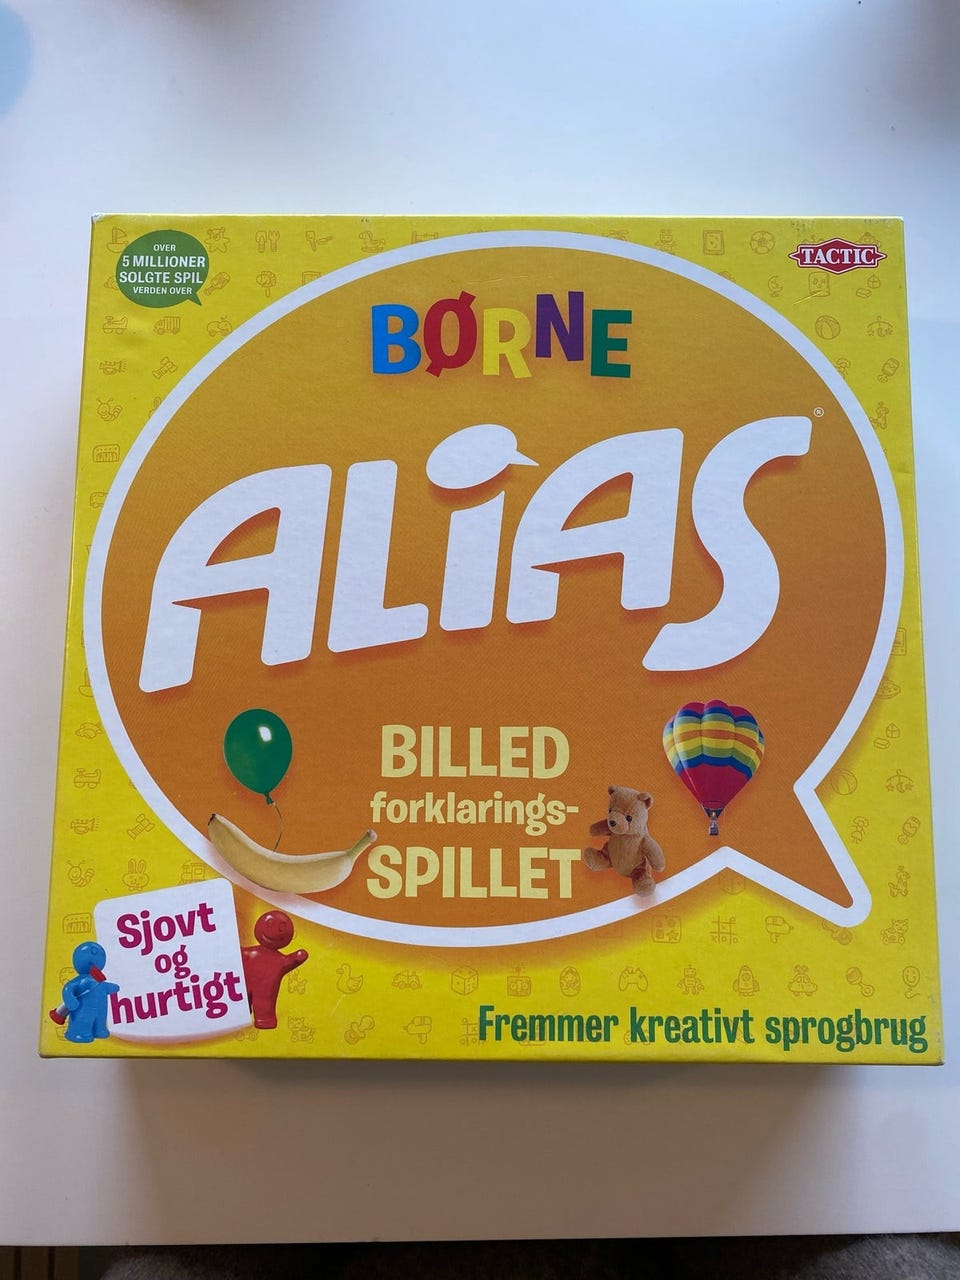 OVER
5 MILLIONER
SOLGTE SPIL
VERDEN OVER
TACTIC
BØRNE
ALiAS®
BILLED
forklarings-
SPILLET
Sjovt
og
hurtigt
Fremmer kreativt sprogbrug